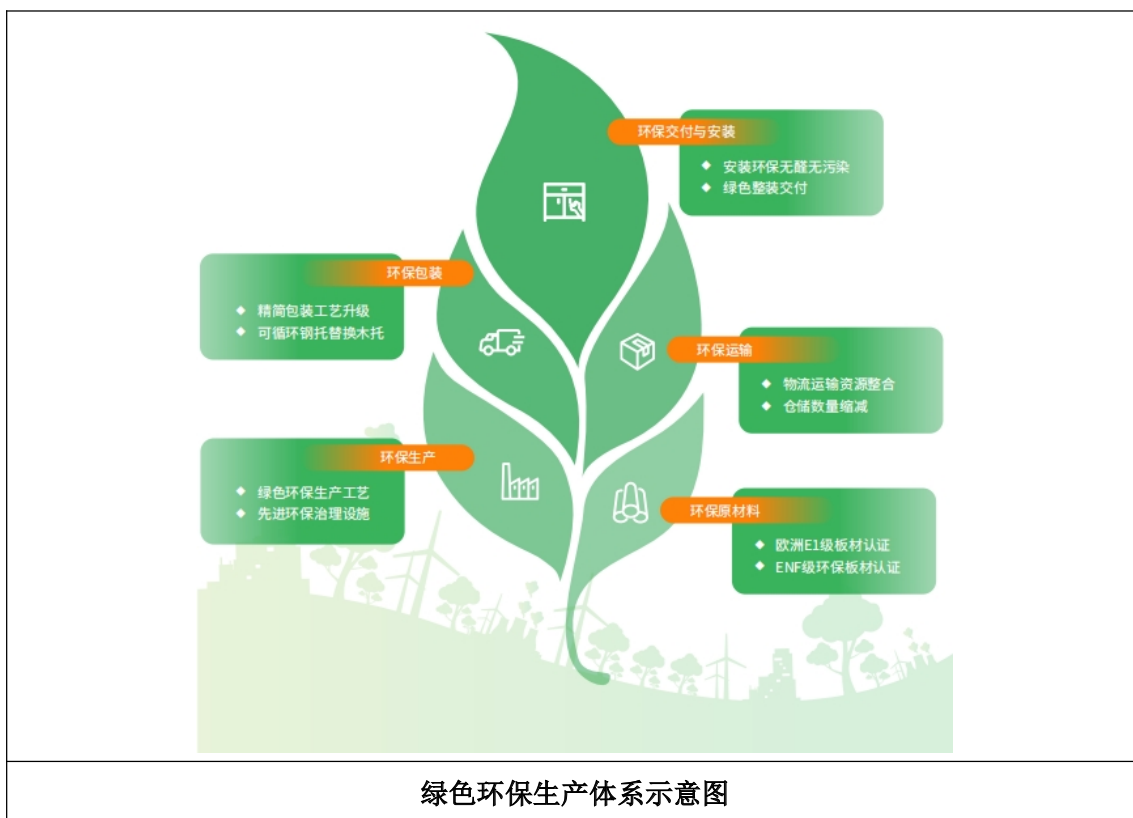 环保交付与安装
安装环保无醛无污染
绿色整装交付
环保包装
精简包装工艺升级
可循环钢托替换木托
环保运输
物流运输资源整合
仓储数量缩减
环保生产
绿色环保生产工艺
先进环保治理设施
环保原材料
欧洲E1级板材认证
ENF级环保板材认证
绿色环保生产体系示意图